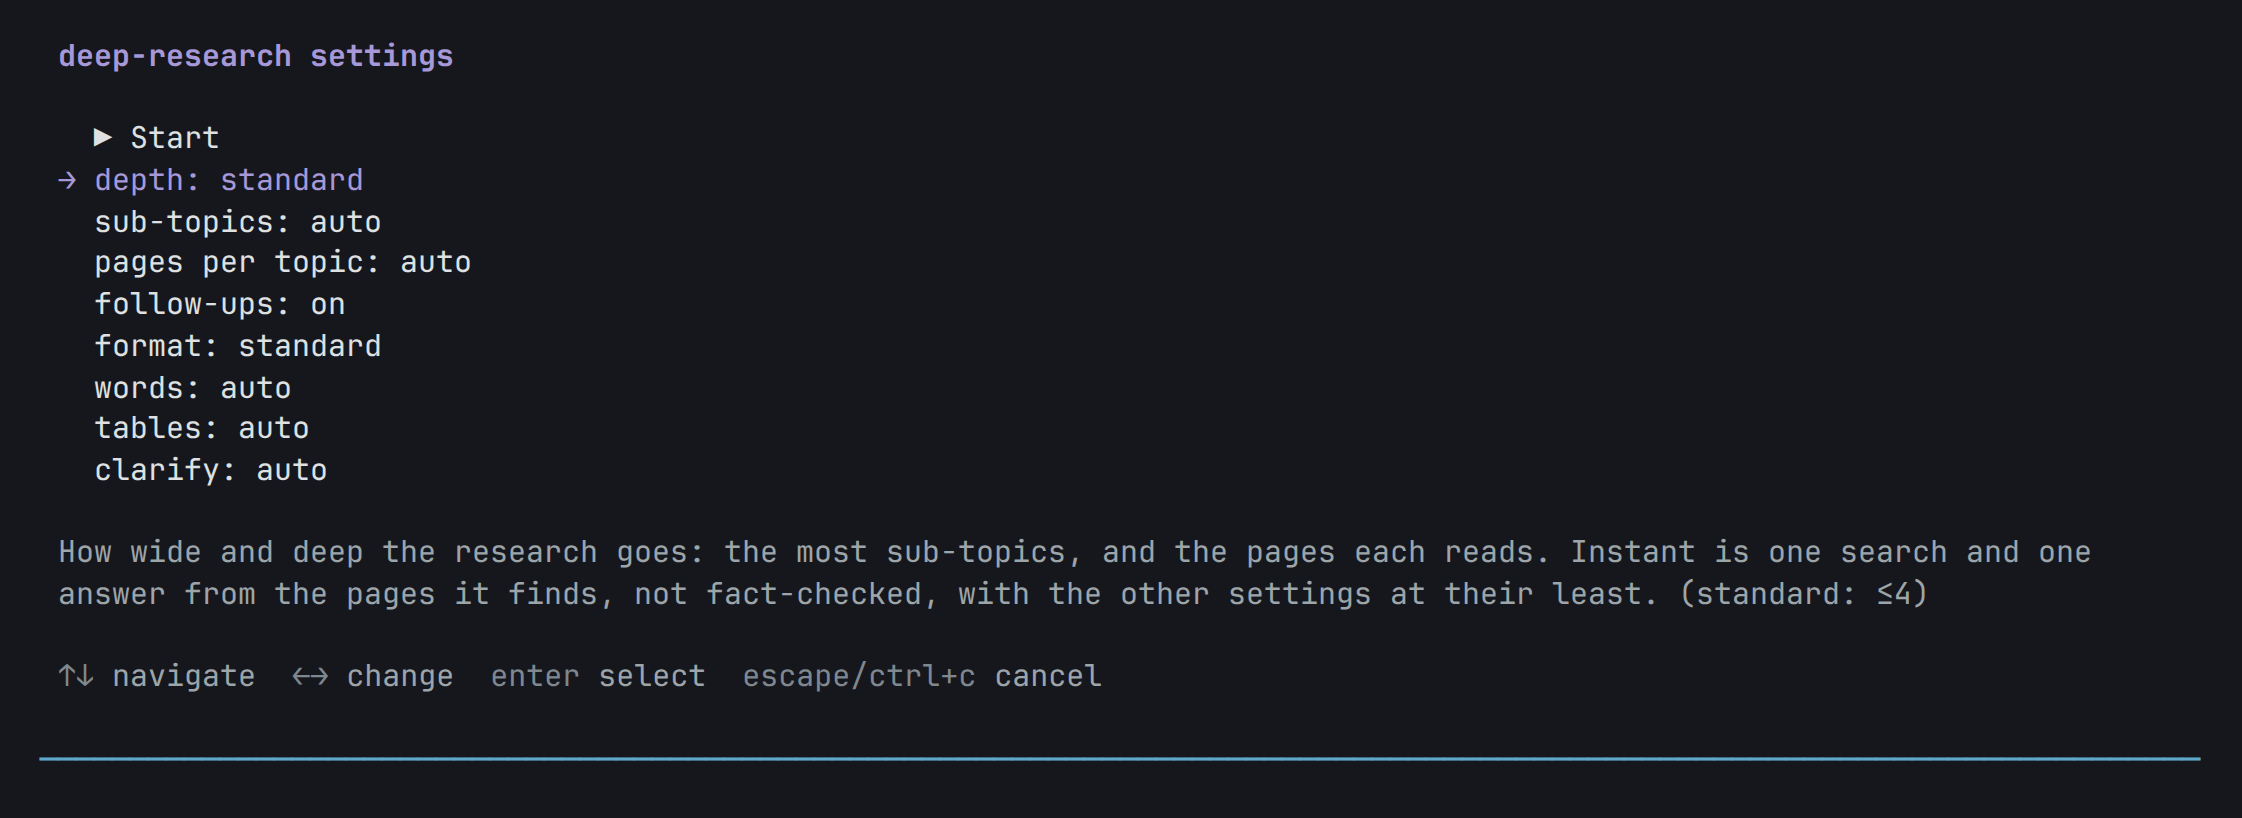 deep-research settings
▶ Start
→ depth: standard
sub-topics: auto
pages per topic: auto
follow-ups: on
format: standard
words: auto
tables: auto
clarify: auto
How wide and deep the research goes: the most sub-topics, and the pages each reads. Instant is one search and one
answer from the pages it finds, not fact-checked, with the other settings at their least. (standard: ≤4)
↑↓ navigate  ←→ change  enter select  escape/ctrl+c cancel